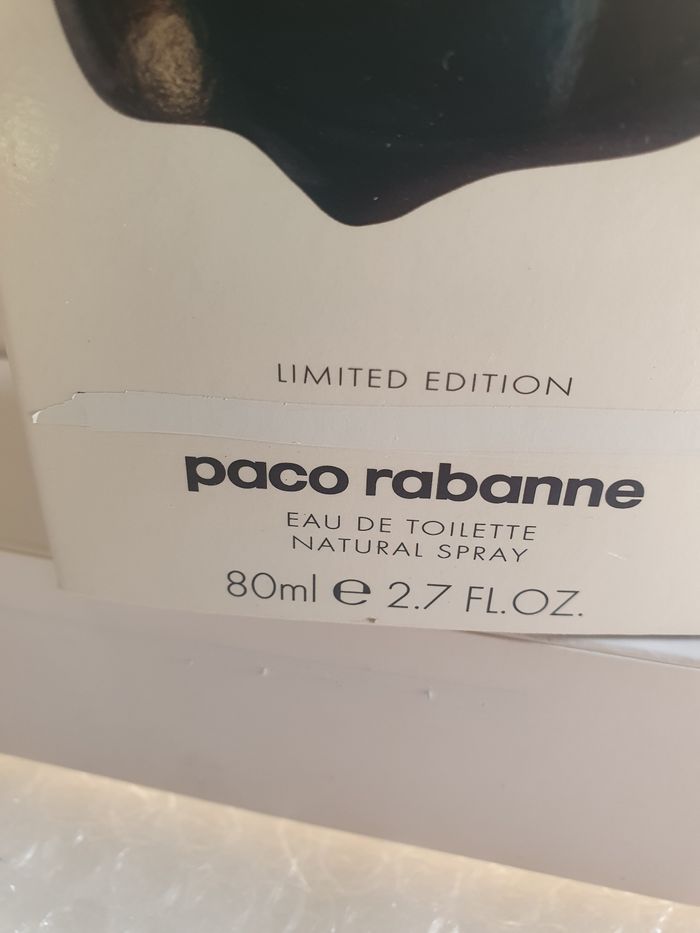 LIMITED EDITION
paco rabanne
EAU DE TOILETTE
NATURAL SPRAY
80ml ℮ 2.7 FL.OZ.